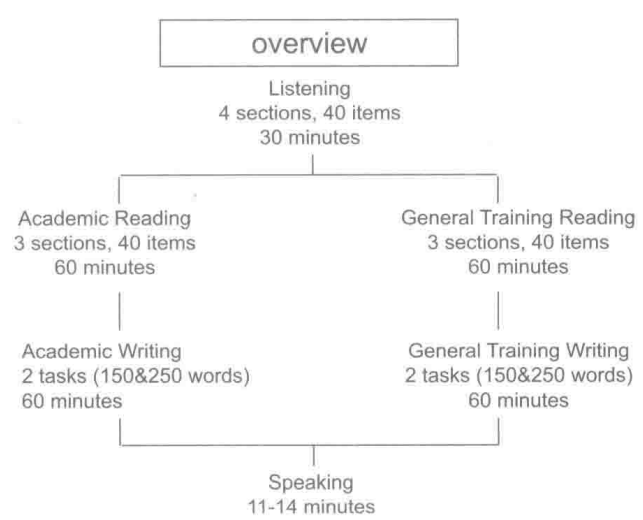 overview
Listening
4 sections, 40 items
30 minutes
Academic Reading
3 sections, 40 items
60 minutes
General Training Reading
3 sections, 40 items
60 minutes
Academic Writing
2 tasks (150&250 words)
60 minutes
General Training Writing
2 tasks (150&250 words)
60 minutes
Speaking
11-14 minutes